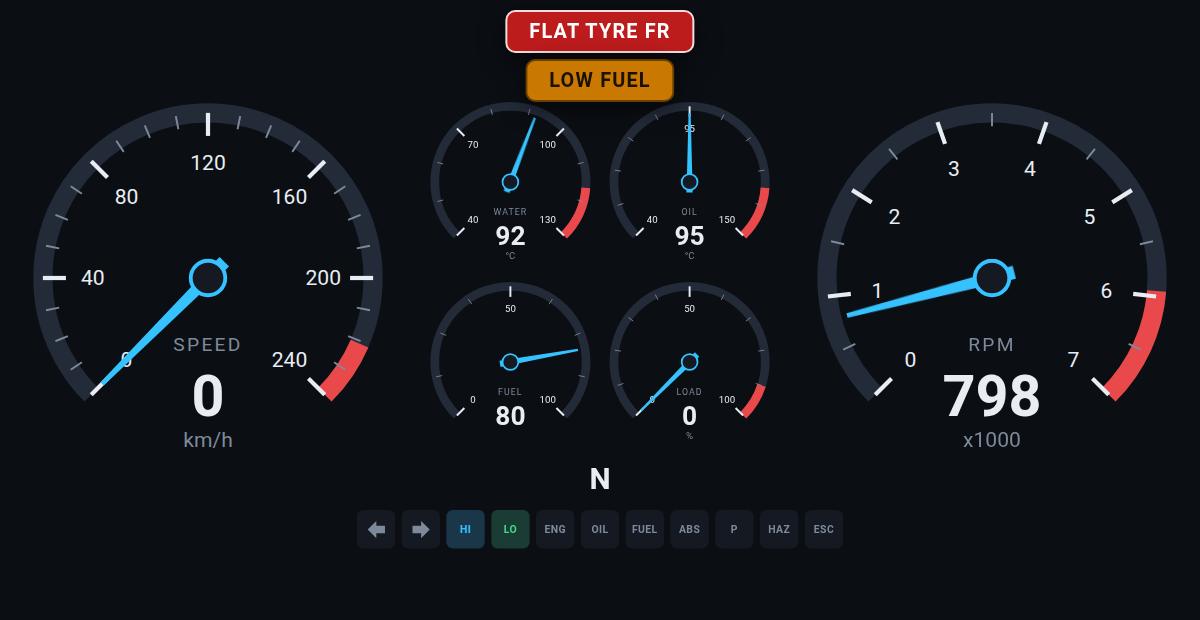 FLAT TYRE FR
LOW FUEL
0
40
80
120
160
200
240
SPEED
0
km/h
40
70
100
130
WATER
92
°C
40
95
150
OIL
95
°C
0
50
100
FUEL
80
0
50
100
LOAD
0
%
0
1
2
3
4
5
6
7
RPM
798
x1000
N
HI LO ENG OIL FUEL ABS P HAZ ESC